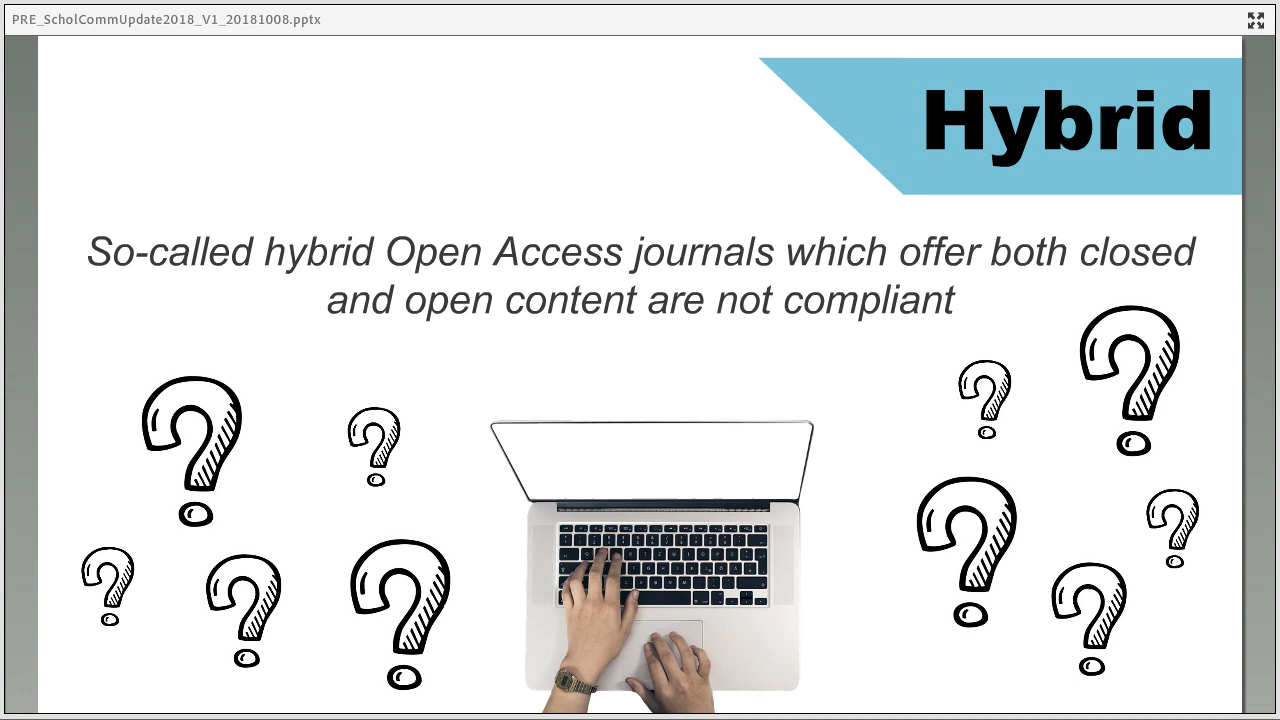 PRE_ScholCommUpdate2018_V1_20181008.pptx
Hybrid
So-called hybrid Open Access journals which offer both closed
and open content are not compliant